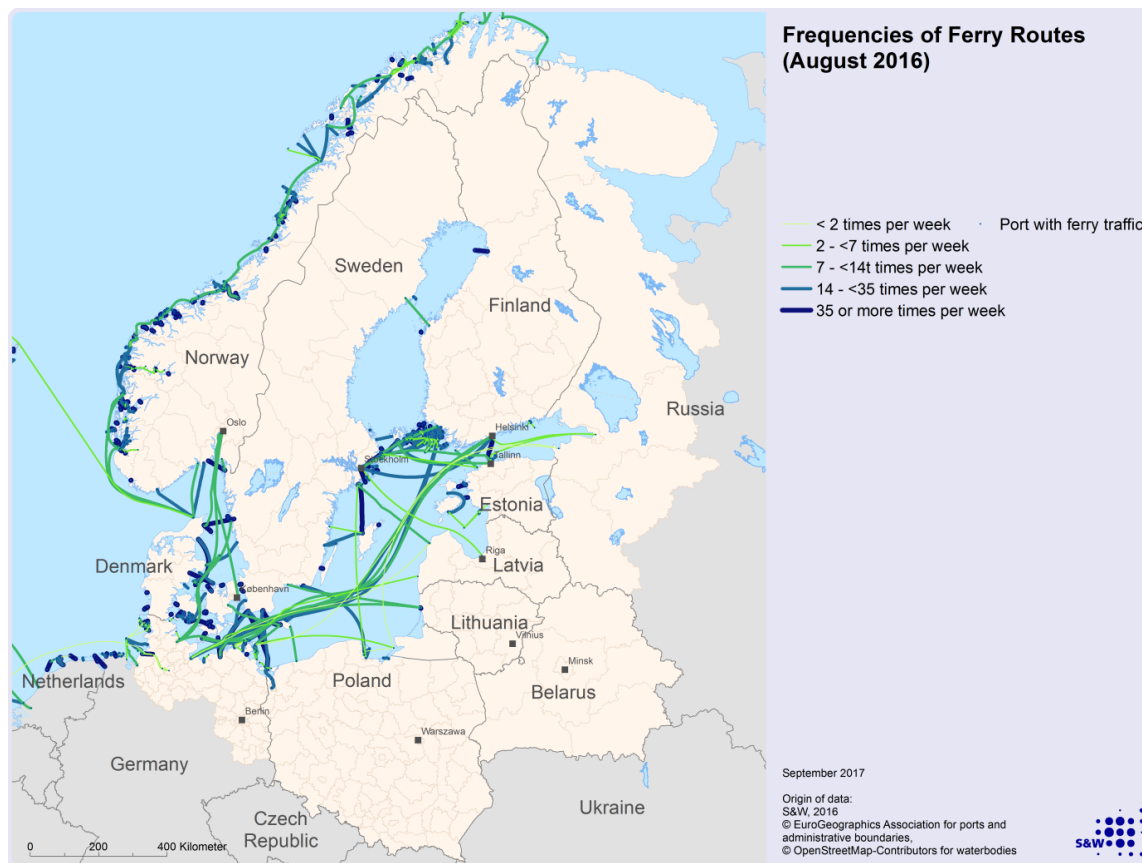 Frequencies of Ferry Routes
(August 2016)
< 2 times per week
Port with ferry traffic
2 - <7 times per week
7 - <14t times per week
14 - <35 times per week
35 or more times per week
Sweden
Finland
Norway
Russia
Oslo
Helsinki
Stockholm
Tallinn
Estonia
Denmark
Riga
Latvia
København
Lithuania
Vilnius
Minsk
Netherlands
Poland
Belarus
Berlin
Warszawa
Germany
Ukraine
Czech
Republic
0 200 400 Kilometer
September 2017
Origin of data:
S&W, 2016
© EuroGeographics Association for ports and
administrative boundaries,
© OpenStreetMap-Contributors for waterbodies
S&W